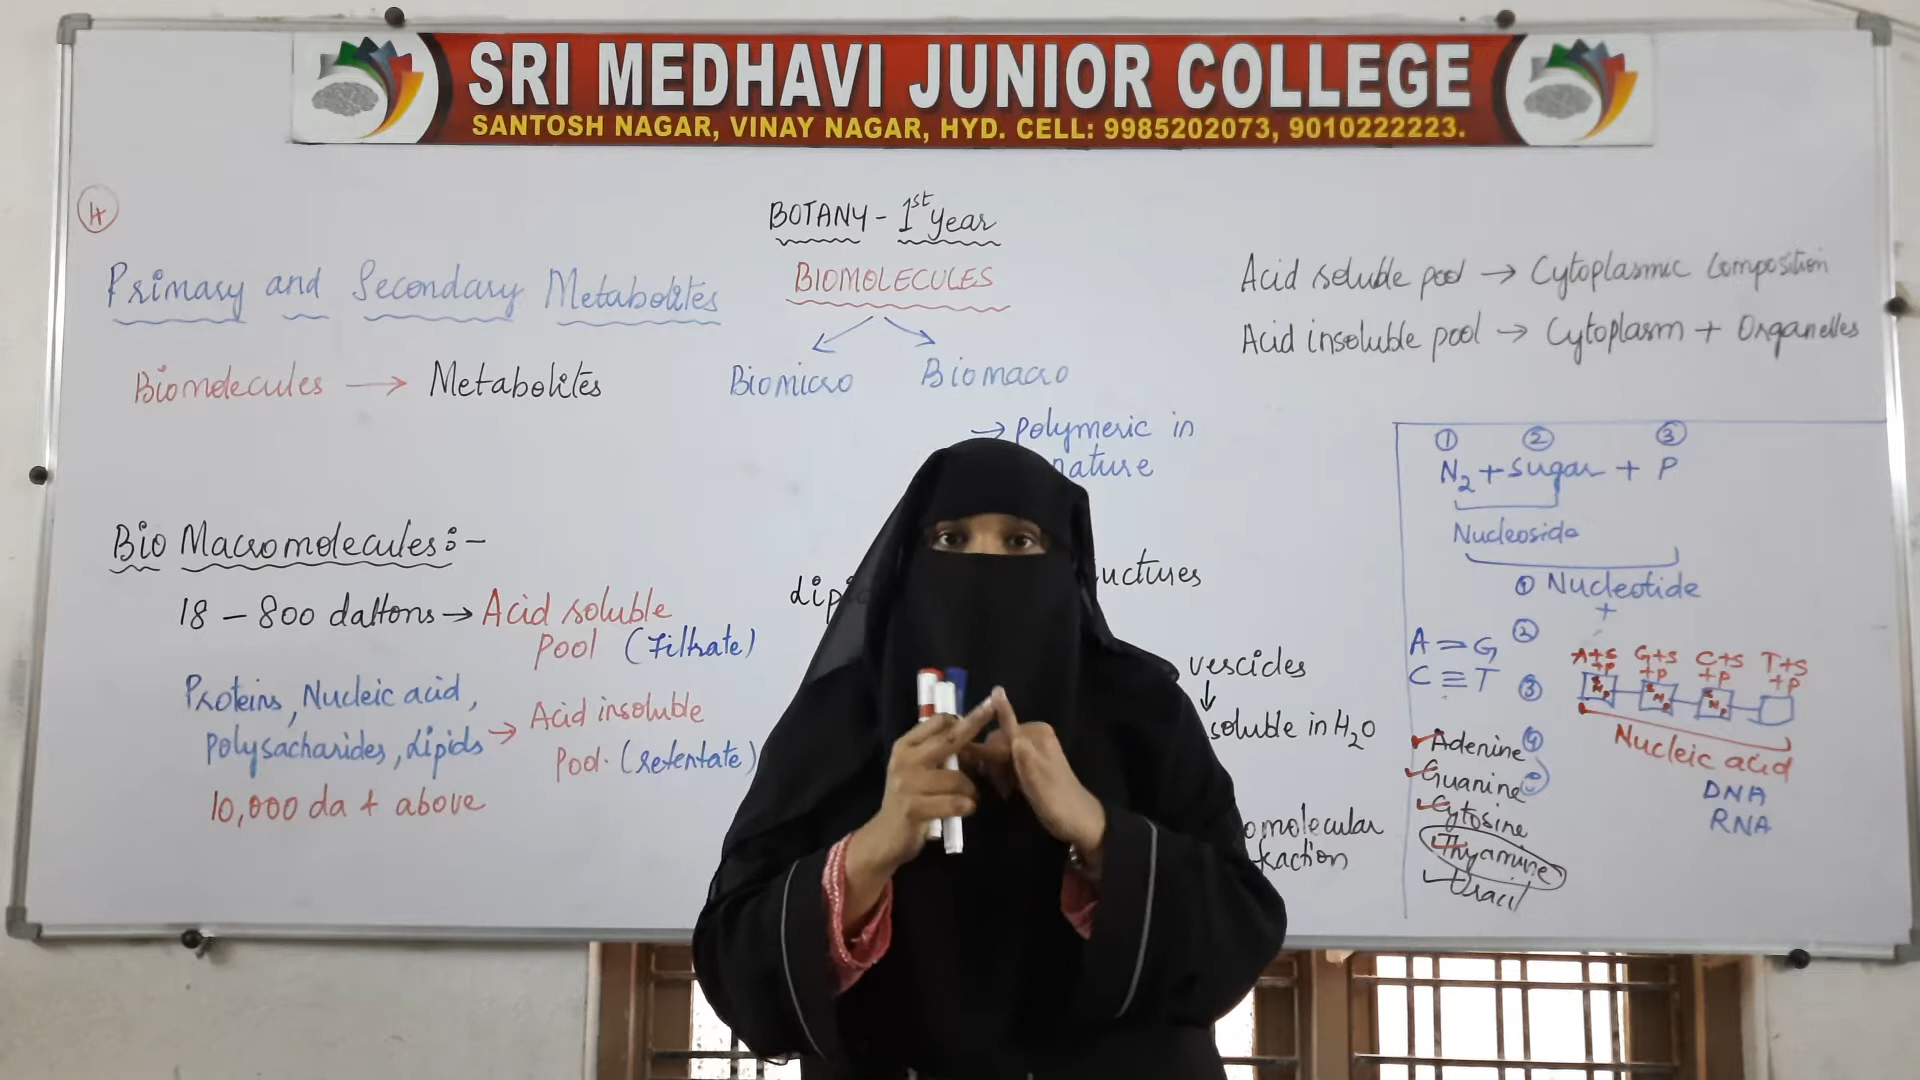 SRI MEDHAVI JUNIOR COLLEGE
SANTOSH NAGAR, VINAY NAGAR, HYD. CELL: 9985202073, 9010222223.
BOTANY - 1st Year
BIOMOLECULES
Biomicro
Biomacro
→ polymeric in
nature
Primary and Secondary Metabolites
Biomolecules → Metabolites
Bio Macromolecules:-
18 - 800 daltons → Acid soluble
pool (Filtrate)
Proteins, Nucleic acid,
polysacharides, Lipids → Acid insoluble
Pool. (retentate)
10,000 da + above
vescicles
↓
soluble in H2O
Acid soluble pool → Cytoplasmic Composition
Acid insoluble pool → Cytoplasm + Organelles
① ② ③
N2 + Sugar + P
Nucleoside
① Nucleotide
+
A = G ②
C ≡ T ③
Adenine ④
Guanine
Cytosine
Thyamine
Uracil
A+S +P G+S +P C+S +P T+S +P
Nucleic acid
DNA
RNA